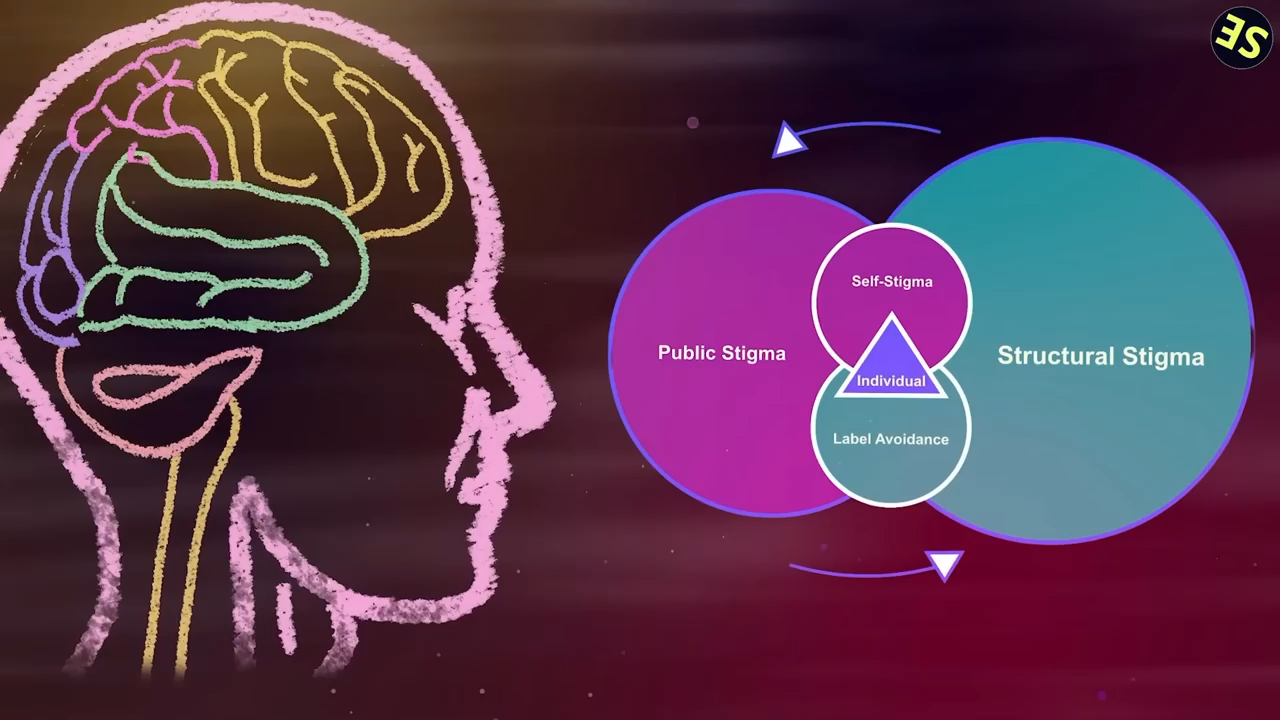 SE
Self-Stigma
Public Stigma
Structural Stigma
Individual
Label Avoidance